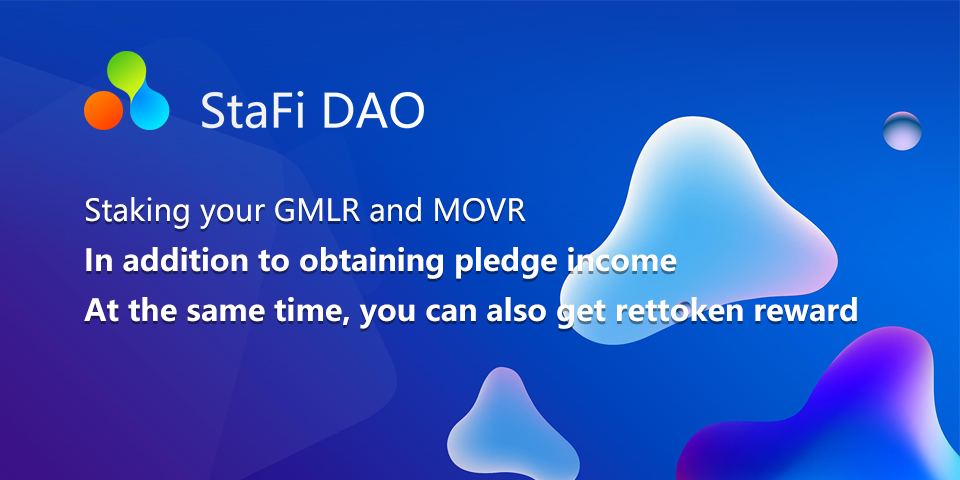 StaFi DAO
Staking your GMLR and MOVR
In addition to obtaining pledge income
At the same time, you can also get rettoken reward